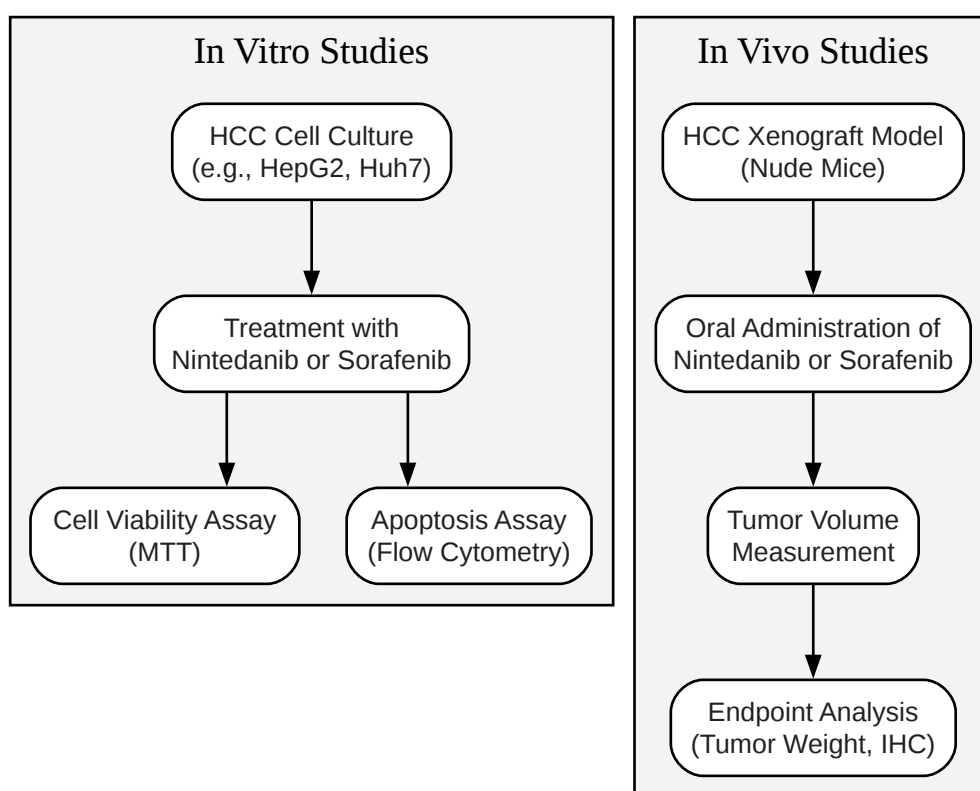 In Vitro Studies
HCC Cell Culture
(e.g., HepG2, Huh7)
Treatment with
Nintedanib or Sorafenib
Cell Viability Assay
(MTT)
Apoptosis Assay
(Flow Cytometry)
In Vivo Studies
HCC Xenograft Model
(Nude Mice)
Oral Administration of
Nintedanib or Sorafenib
Tumor Volume
Measurement
Endpoint Analysis
(Tumor Weight, IHC)